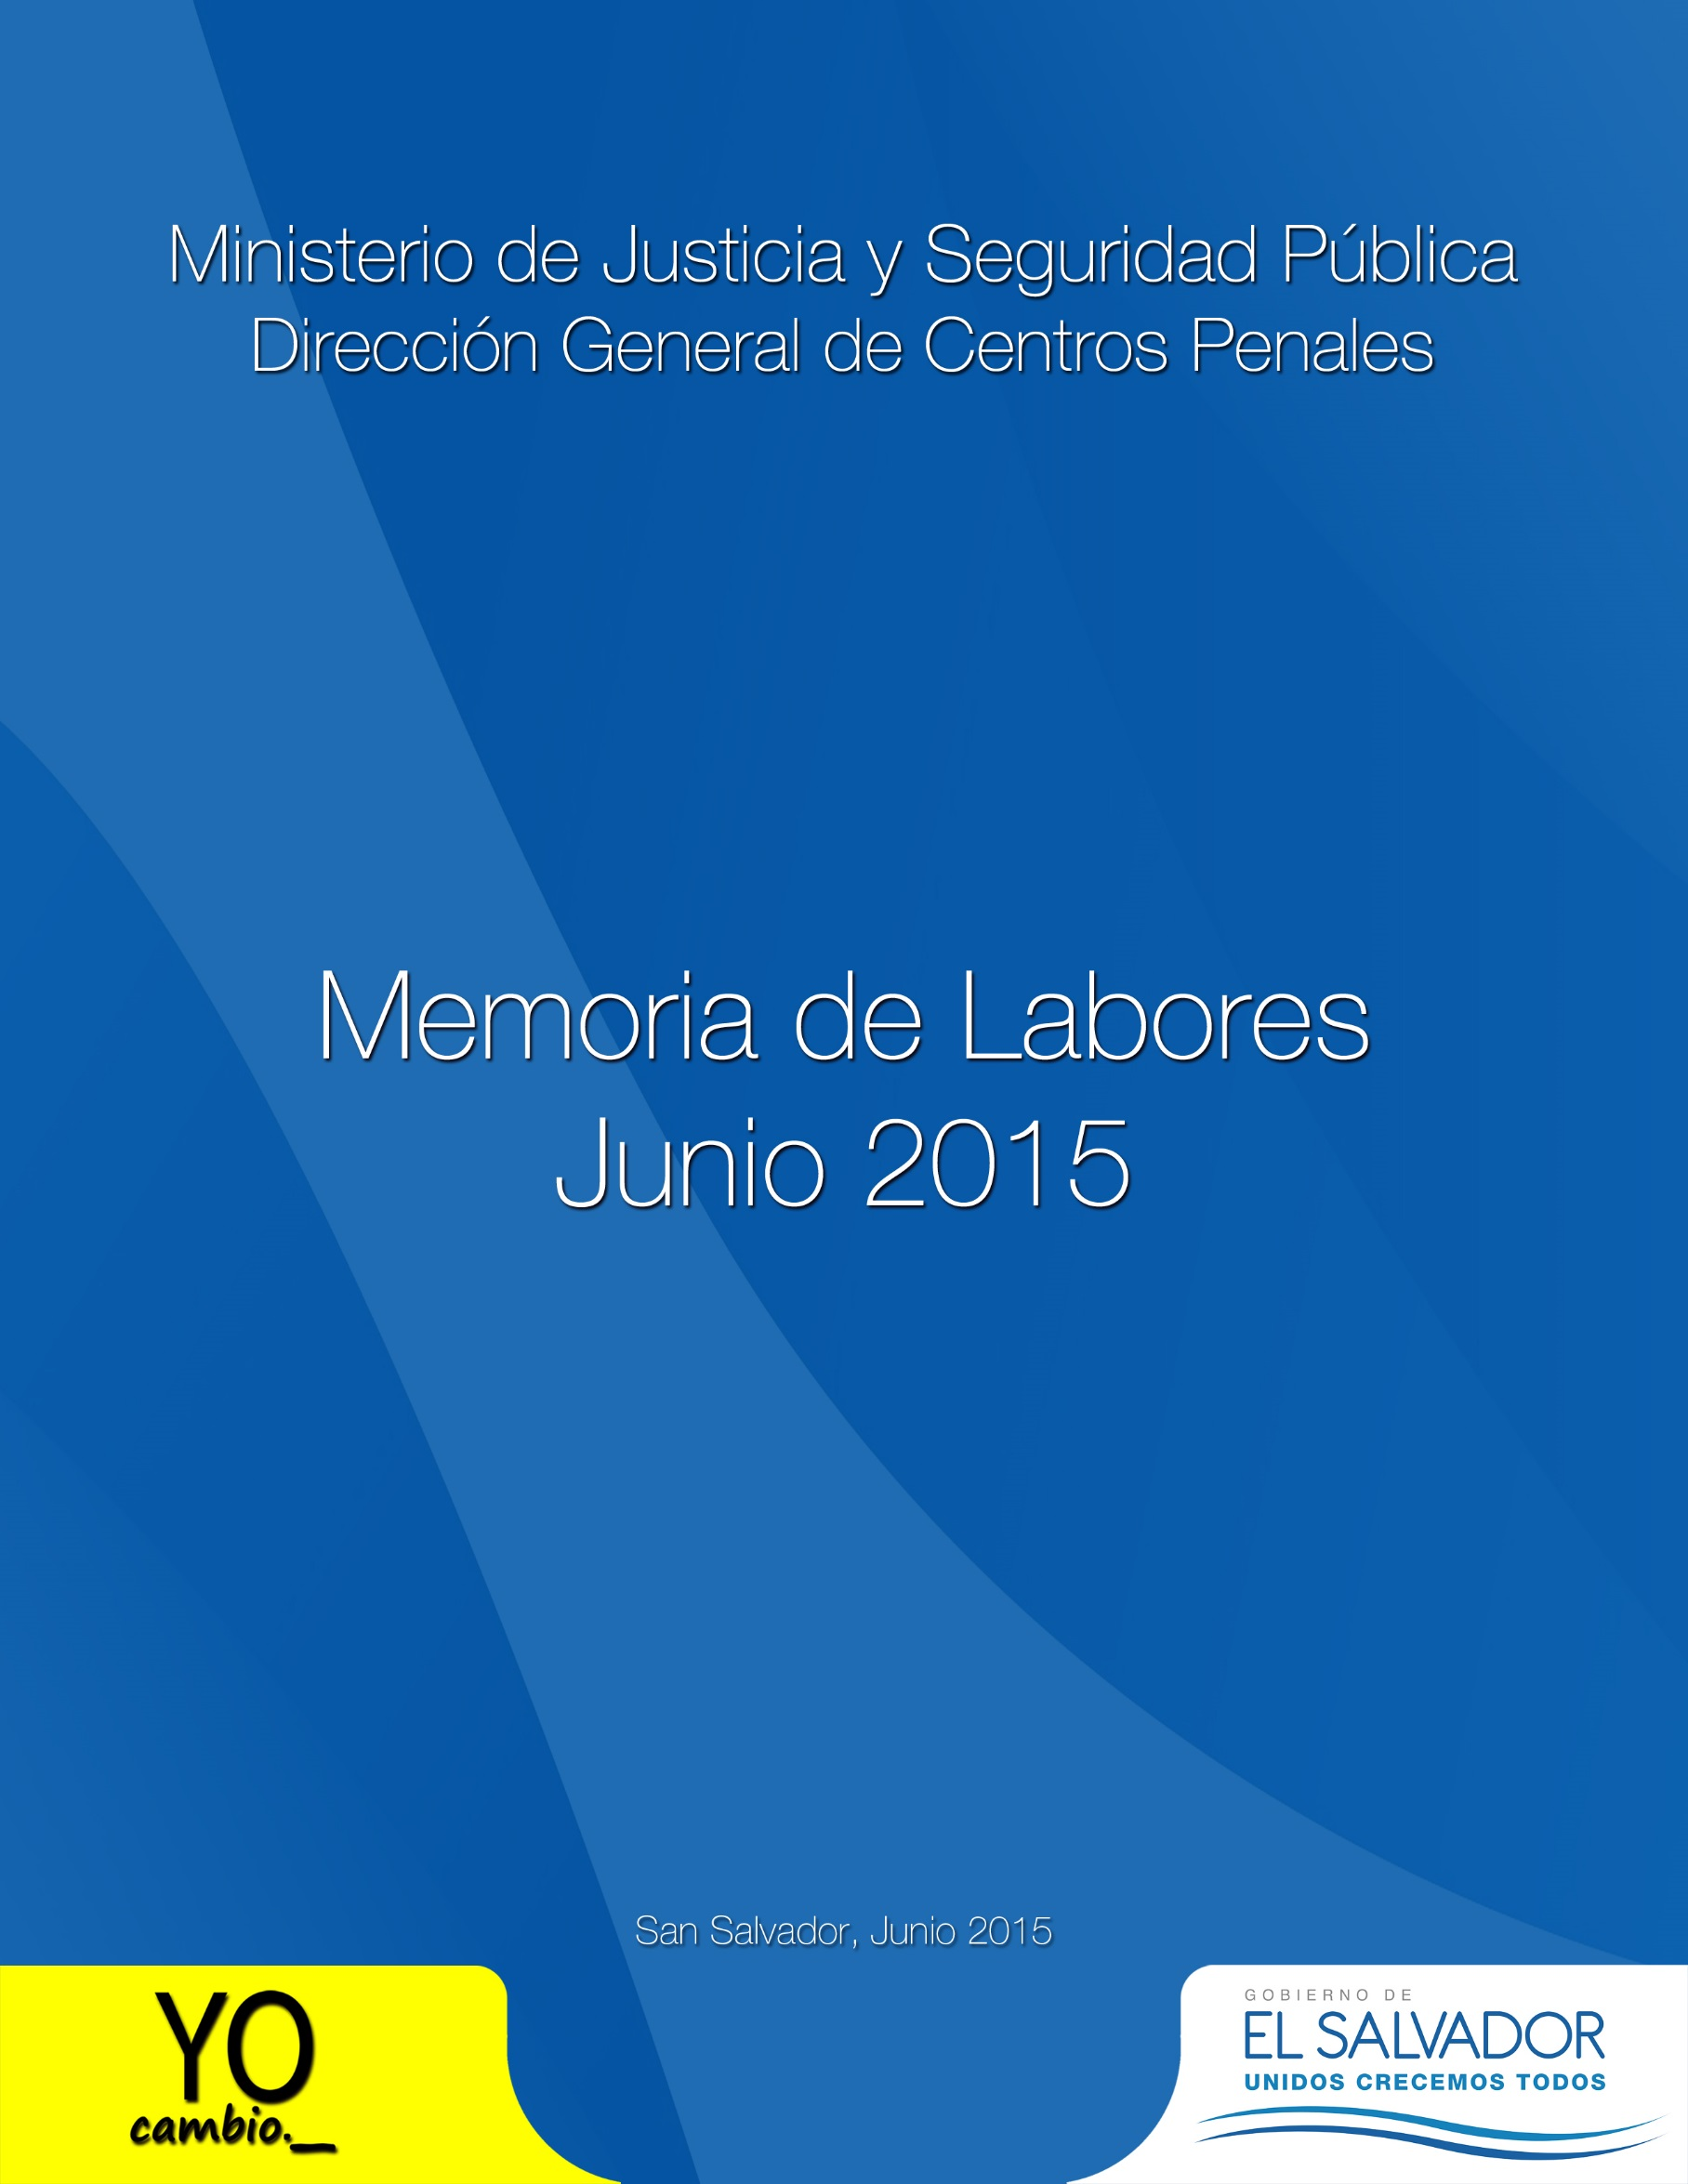 Ministerio de Justicia y Seguridad Pública
Dirección General de Centros Penales
Memoria de Labores
Junio 2015
San Salvador, Junio 2015
YO
cambio._
GOBIERNO DE
EL SALVADOR
UNIDOS CRECEMOS TODOS